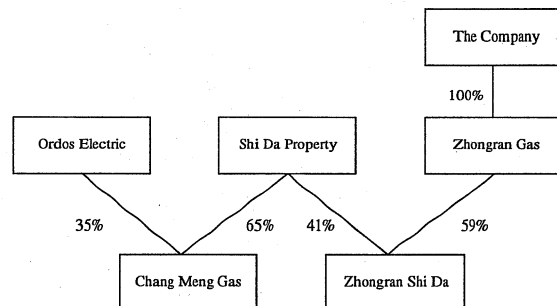 The Company
100%
Ordos Electric
Shi Da Property
Zhongran Gas
35%
65%
41%
59%
Chang Meng Gas
Zhongran Shi Da